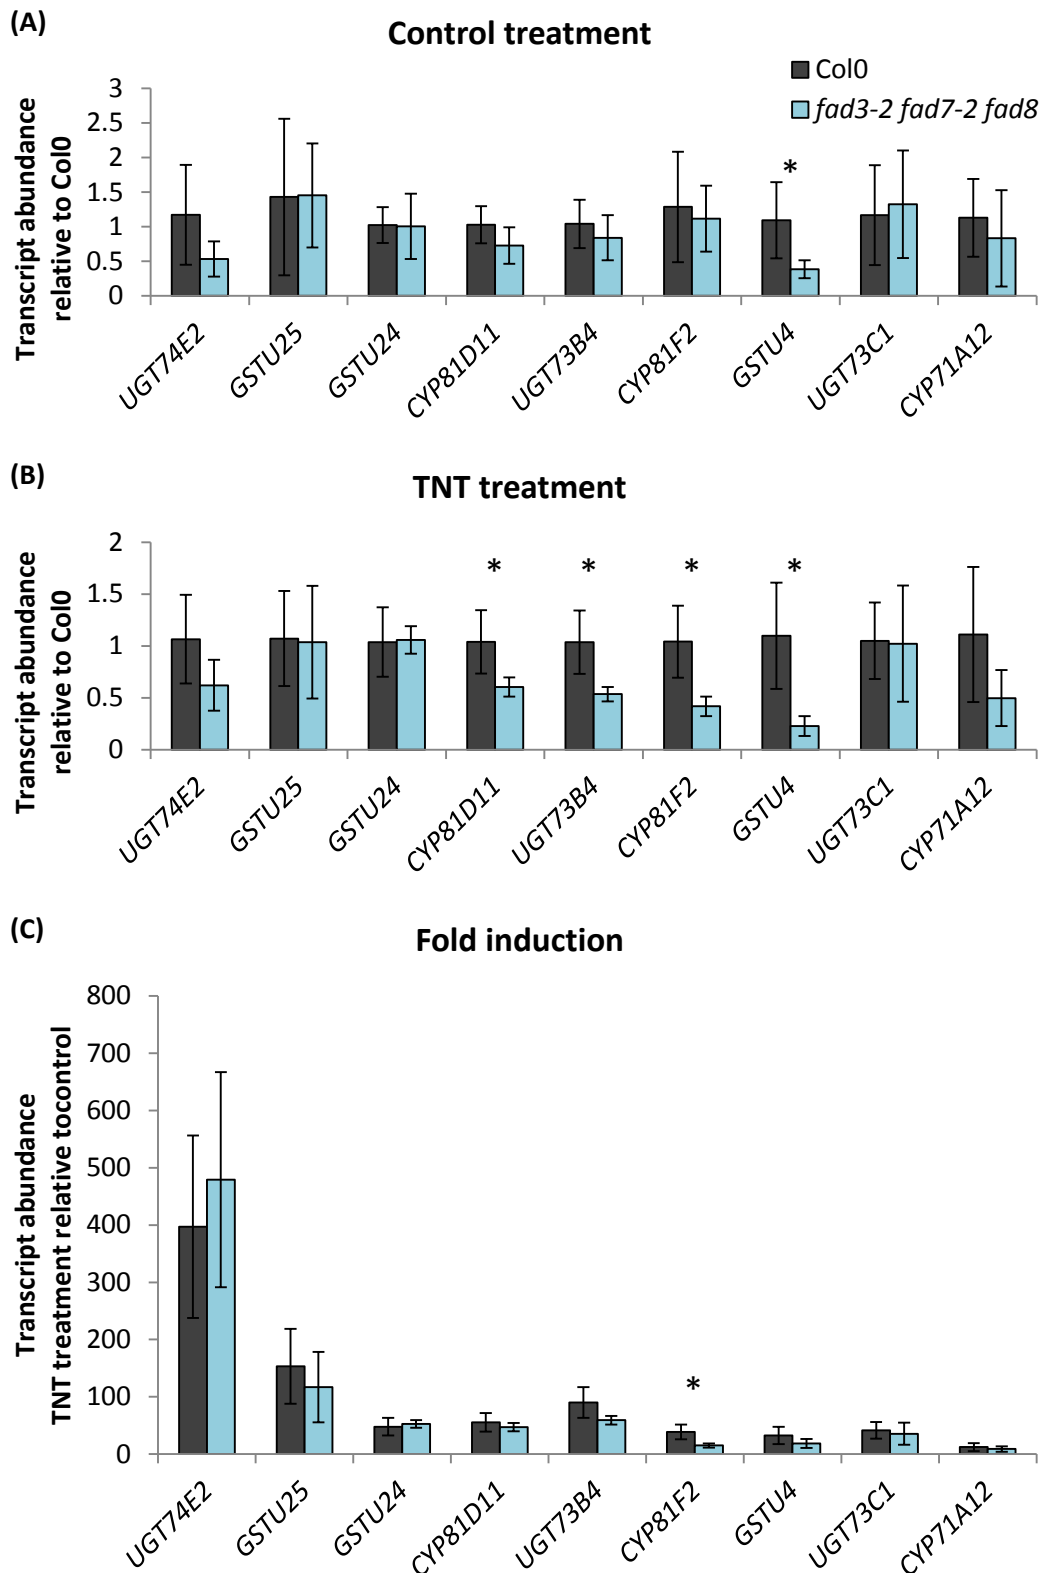 (A)
Control treatment
Col0
fad3-2 fad7-2 fad8
Transcript abundance
relative to Col0
3
2.5
2
1.5
1
0.5
0
*
UGT74E2
GSTU25
GSTU24
CYP81D11
UGT73B4
CYP81F2
GSTU4
UGT73C1
CYP71A12
(B)
TNT treatment
Transcript abundance
relative to Col0
2
1.5
1
0.5
0
* * * *
UGT74E2
GSTU25
GSTU24
CYP81D11
UGT73B4
CYP81F2
GSTU4
UGT73C1
CYP71A12
(C)
Fold induction
Transcript abundance
TNT treatment relative tocontrol
800
700
600
500
400
300
200
100
0
*
UGT74E2
GSTU25
GSTU24
CYP81D11
UGT73B4
CYP81F2
GSTU4
UGT73C1
CYP71A12